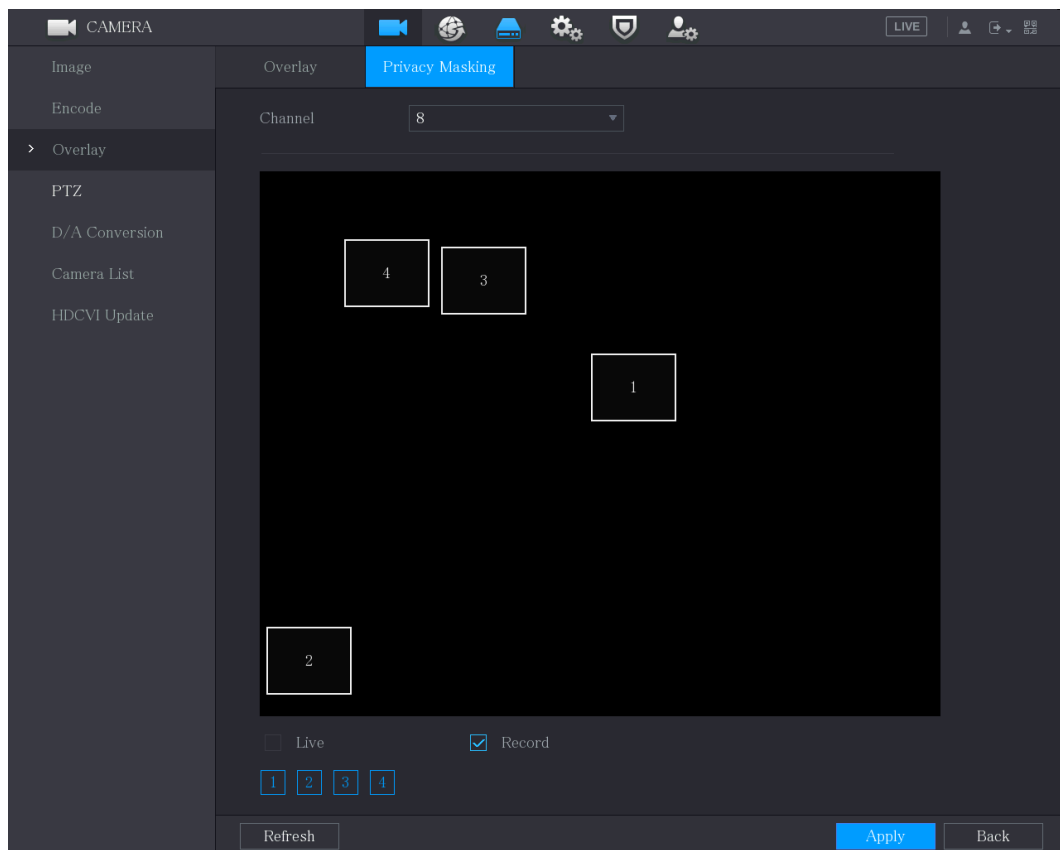 CAMERA
LIVE
Image
Encode
Overlay
PTZ
D/A Conversion
Camera List
HDCVI Update
Overlay
Privacy Masking
Channel
8
4
3
1
2
Live
Record
1 2 3 4
Refresh
Apply
Back